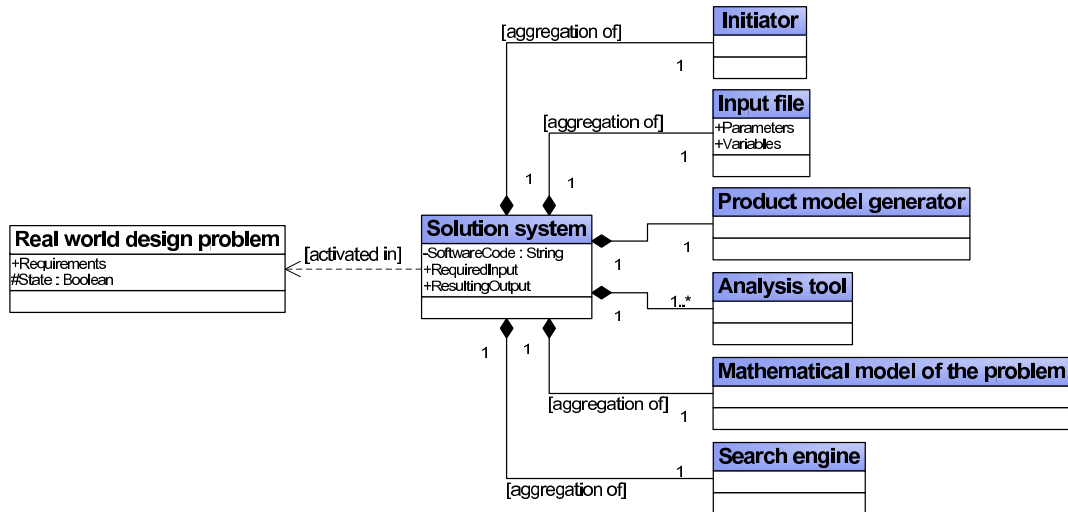 Initiator
[aggregation of]
1
Input file
+Parameters
+Variables
[aggregation of]
1
1
1
Product model generator
1
1
Solution system
-SoftwareCode : String
+RequiredInput
+ResultingOutput
Real world design problem
+Requirements
#State : Boolean
[activated in]
Analysis tool
1..*
1
1
1
Mathematical model of the problem
[aggregation of]
1
Search engine
1
[aggregation of]